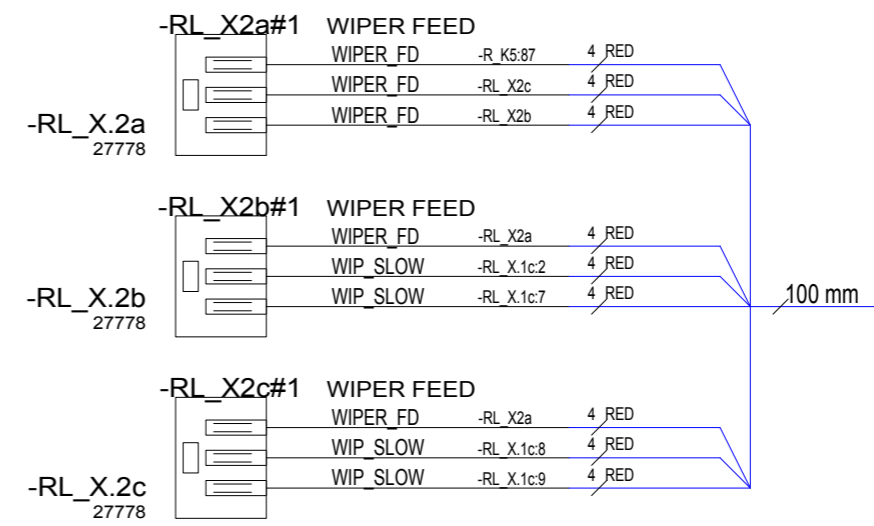 -RL_X2a#1 WIPER FEED
WIPER_FD -R_K5:87 4 RED
WIPER_FD -RL_X2c 4 RED
WIPER_FD -RL_X2b 4 RED
-RL_X.2a
27778
-RL_X2b#1 WIPER FEED
WIPER_FD -RL_X2a 4 RED
WIP_SLOW -RL_X.1c:2 4 RED
WIP_SLOW -RL_X.1c:7 4 RED
100 mm
-RL_X.2b
27778
-RL_X2c#1 WIPER FEED
WIPER_FD -RL_X2a 4 RED
WIP_SLOW -RL_X.1c:8 4 RED
WIP_SLOW -RL_X.1c:9 4 RED
-RL_X.2c
27778